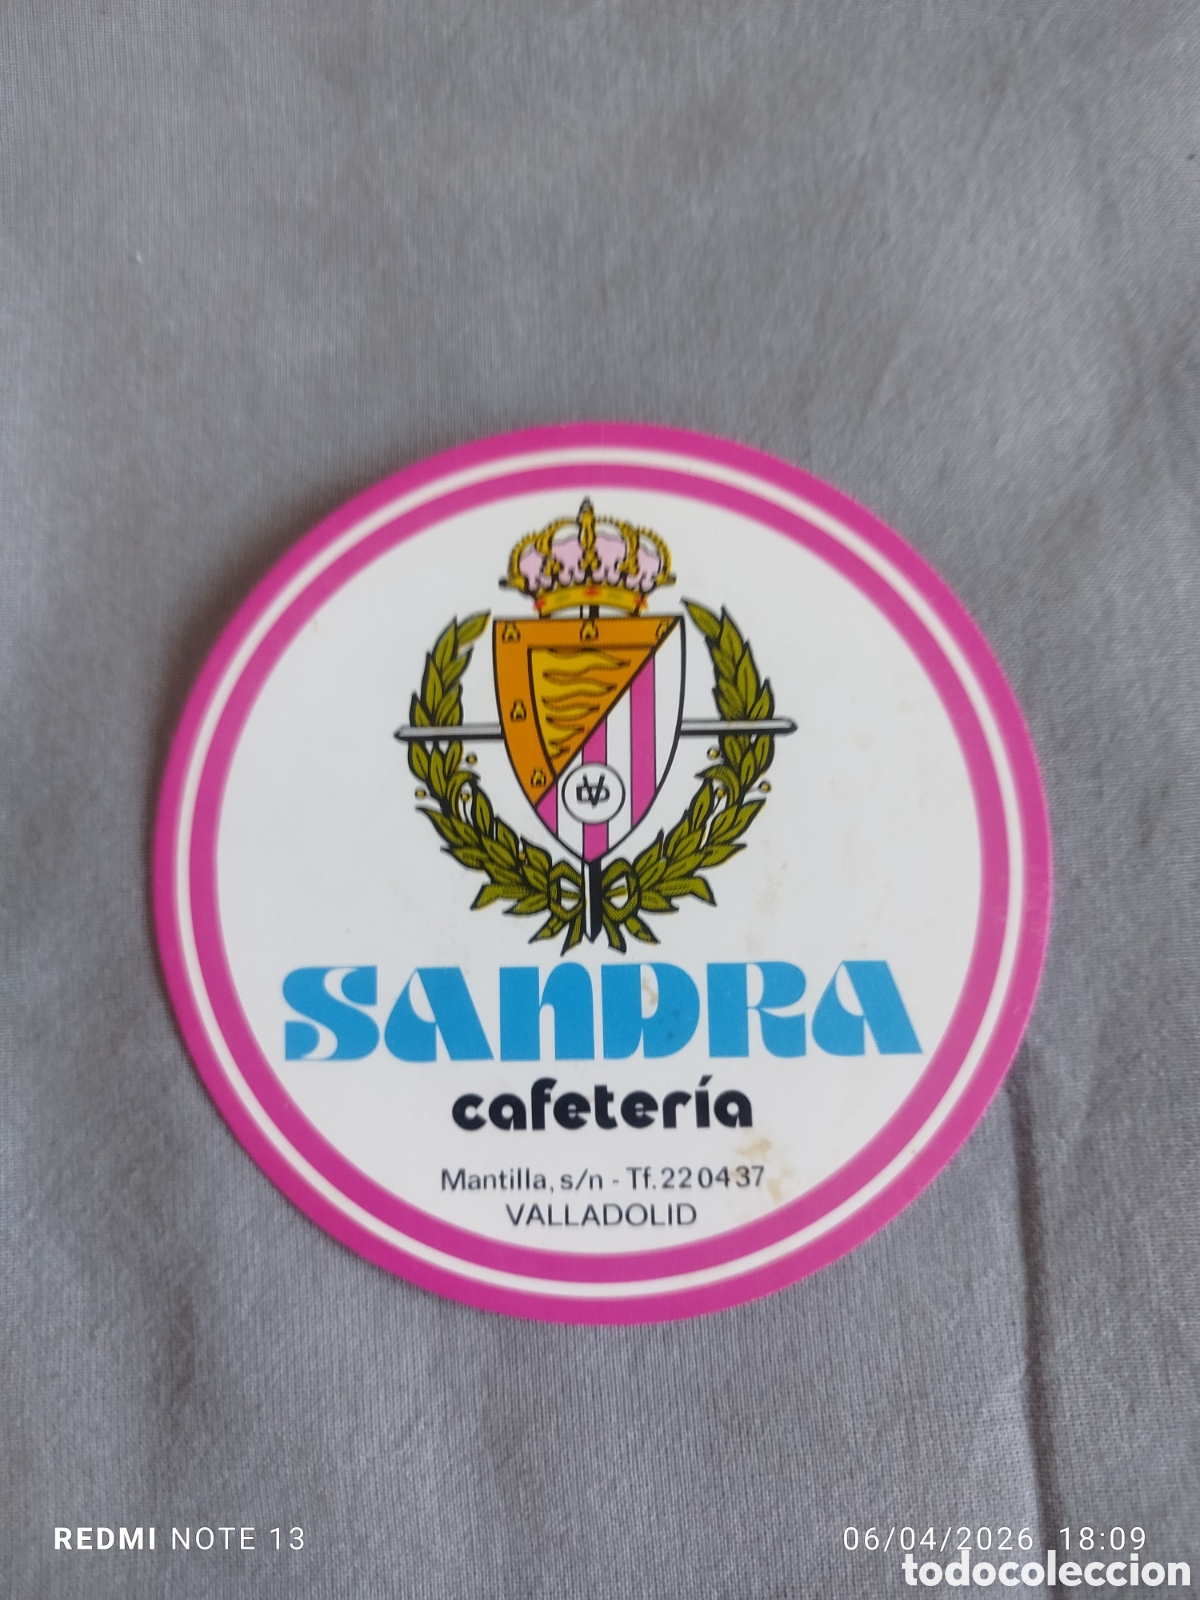 SANDRA
cafetería
Mantilla, s/n - Tf. 220437
VALLADOLID
REDMI NOTE 13
06/04/2026 18:09
todocoleccion